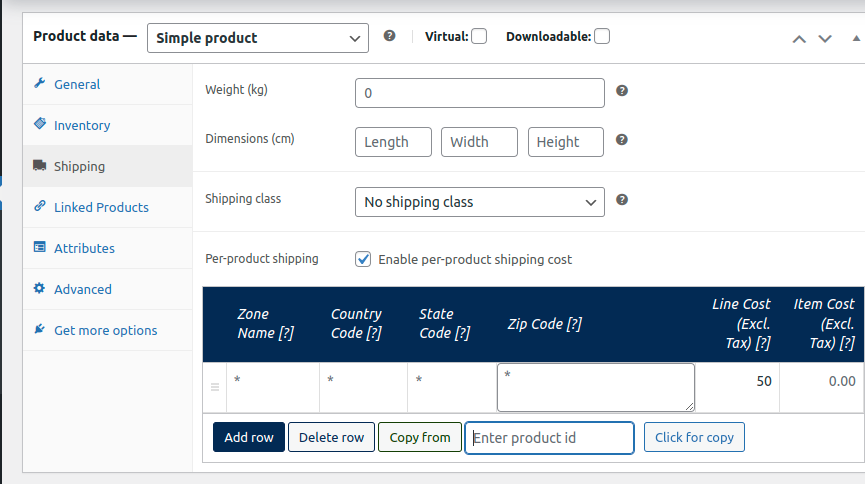 Product data — Simple product Virtual: Downloadable:
General
Inventory
Shipping
Linked Products
Attributes
Advanced
Get more options
Weight (kg) 0
Dimensions (cm) Length Width Height
Shipping class No shipping class
Per-product shipping Enable per-product shipping cost
Zone
Name [?]
Country
Code [?]
State
Code [?]
Zip Code [?]
Line Cost
(Excl.
Tax) [?]
Item Cost
(Excl.
Tax) [?]
* * * * 50 0.00
Add row Delete row Copy from Enter product id Click for copy